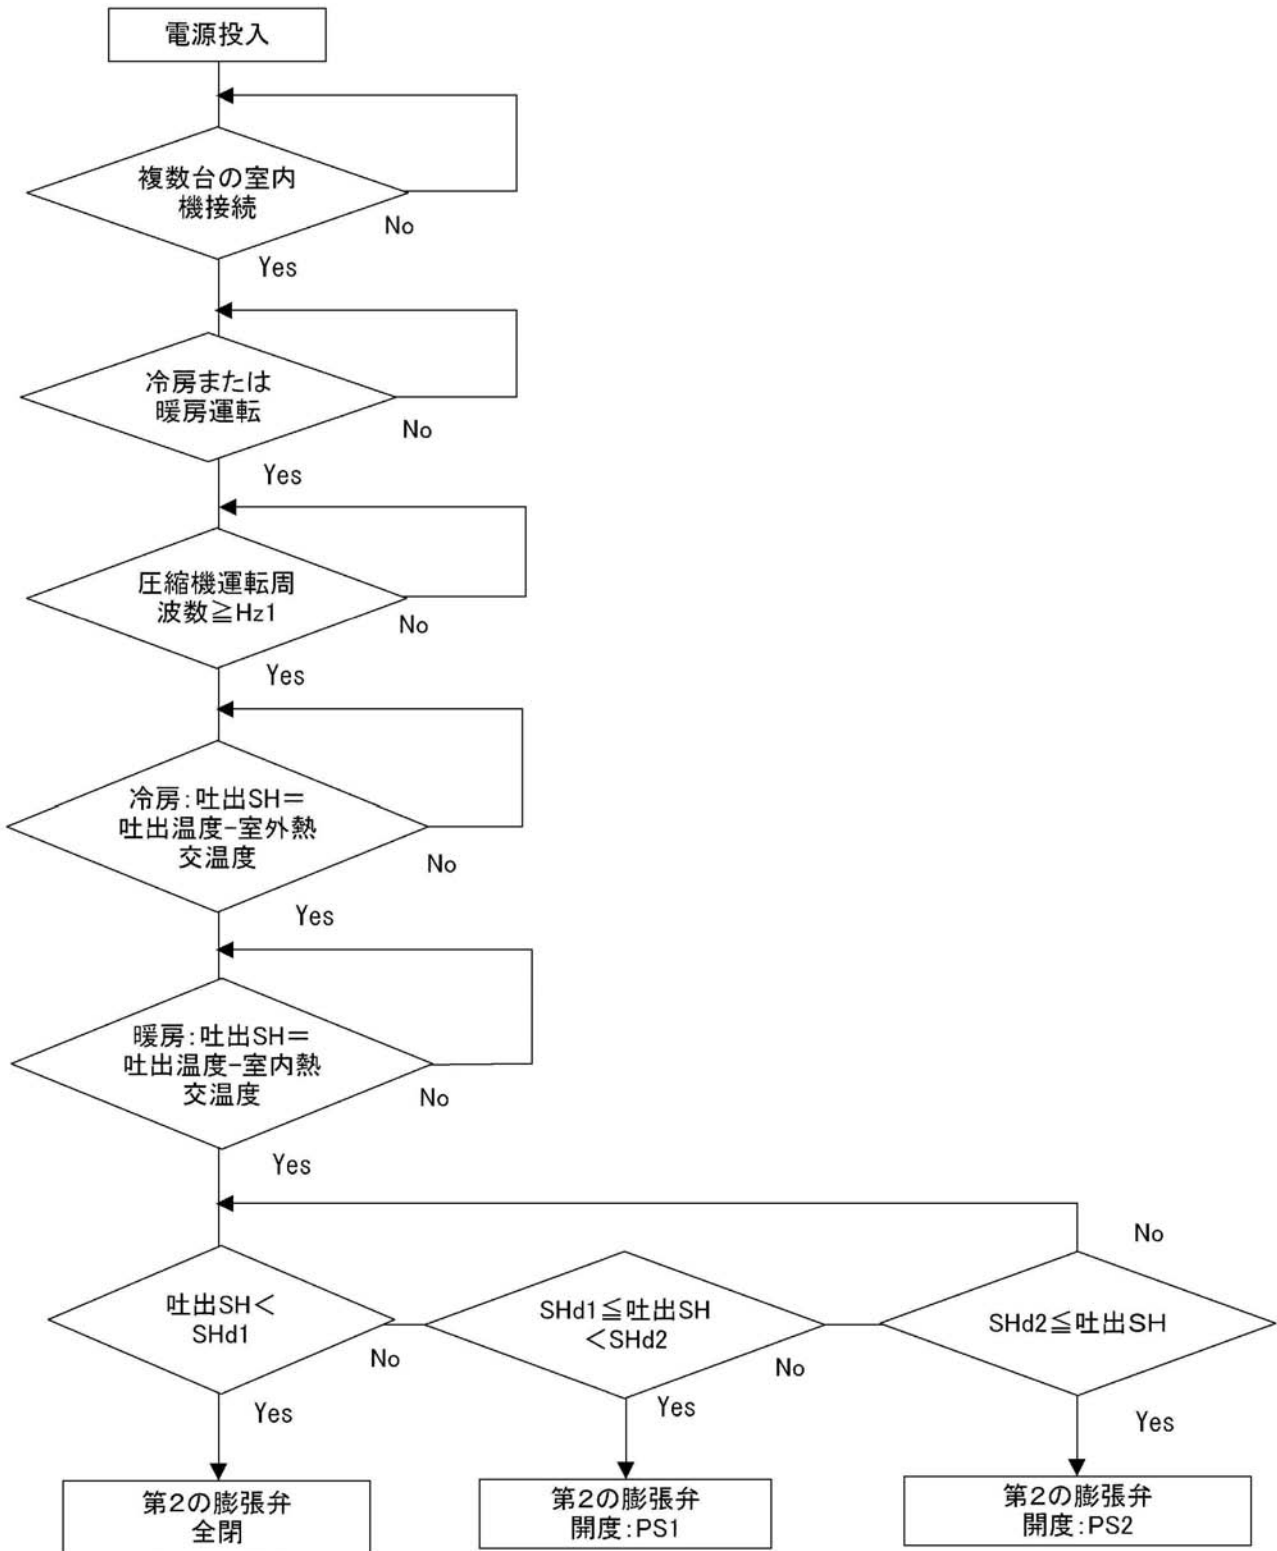 電源投入
複数台の室内
機接続
No
Yes
冷房または
暖房運転
No
Yes
圧縮機運転周
波数≧Hz1
No
Yes
冷房:吐出SH=
吐出温度-室外熱
交温度
No
Yes
暖房:吐出SH=
吐出温度-室内熱
交温度
No
Yes
吐出SH<
SHd1
No
Yes
SHd1≦吐出SH
<SHd2
No
Yes
SHd2≦吐出SH
No
Yes
第2の膨張弁
全閉
第2の膨張弁
開度:PS1
第2の膨張弁
開度:PS2